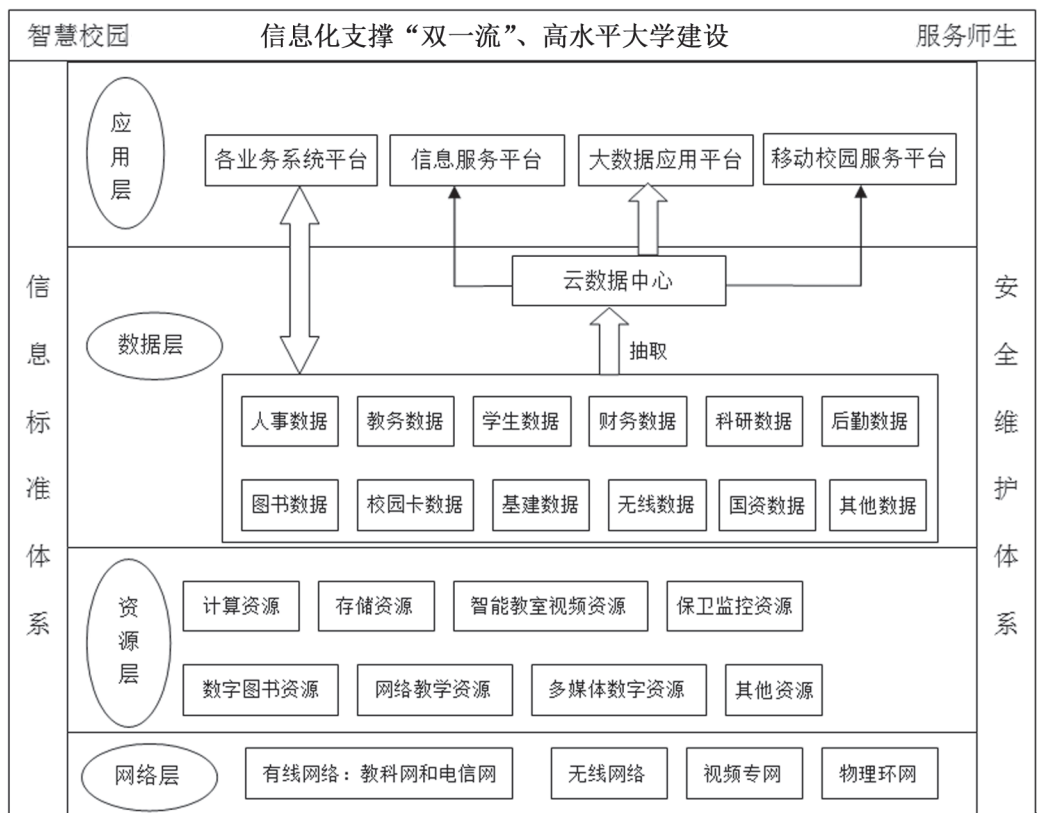 智慧校园 信息化支撑“双一流”、高水平大学建设 服务师生
应用层
各业务系统平台 信息服务平台 大数据应用平台 移动校园服务平台
信息标准体系
安全维护体系
云数据中心
数据层
抽取
人事数据 教务数据 学生数据 财务数据 科研数据 后勤数据
图书数据 校园卡数据 基建数据 无线数据 国资数据 其他数据
资源层
计算资源 存储资源 智能教室视频资源 保卫监控资源
数字图书资源 网络教学资源 多媒体数字资源 其他资源
网络层
有线网络：教科网和电信网 无线网络 视频专网 物理环网